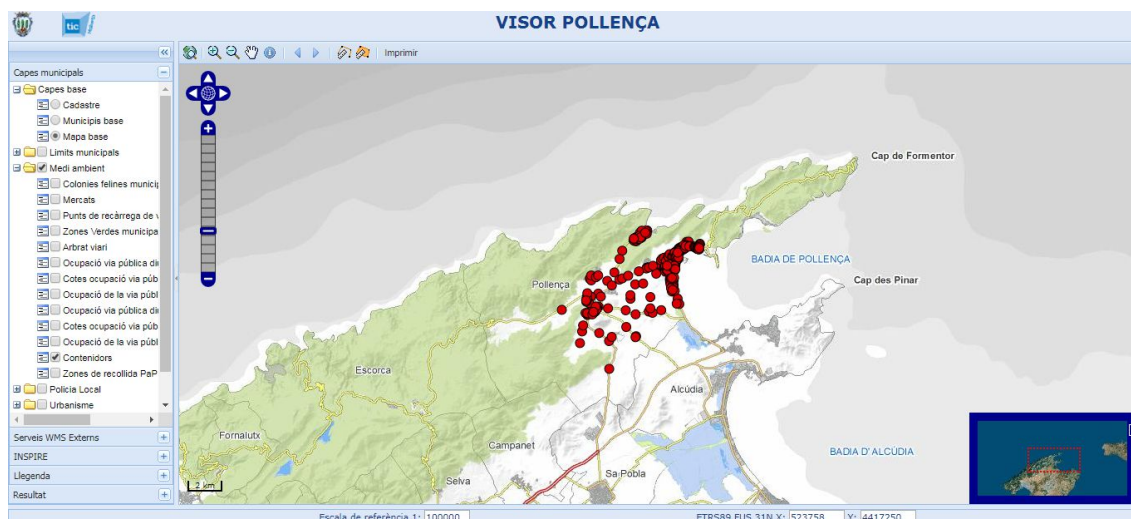 tic
VISOR POLLENÇA
Imprimir
Capes municipals
Capes base
Cadastre
Municipis base
Mapa base
Limits municipals
Medi ambient
Colonies felines municip
Mercats
Punts de recàrrega de v
Zones Verdes municipa
Arbrat viari
Ocupació via pública di
Cotes ocupació via púb
Ocupació de la via públ
Ocupació via pública di
Cotes ocupació via púb
Ocupació de la via públ
Contenidors
Zones de recollida PaP
Policia Local
Urbanisme
Serveis WMS Externs
INSPIRE
Llegenda
Resultat
Cap de Formentor
BADIA DE POLLENÇA
Cap des Pinar
Pollença
Escorca
Alcúdia
Fornalutx
Campanet
BADIA D'ALCÚDIA
Selva
Sa Pobla
2 km
Escala de referència 1: 100000
ETRS89 FUS 31N X: 523758 Y: 4417250